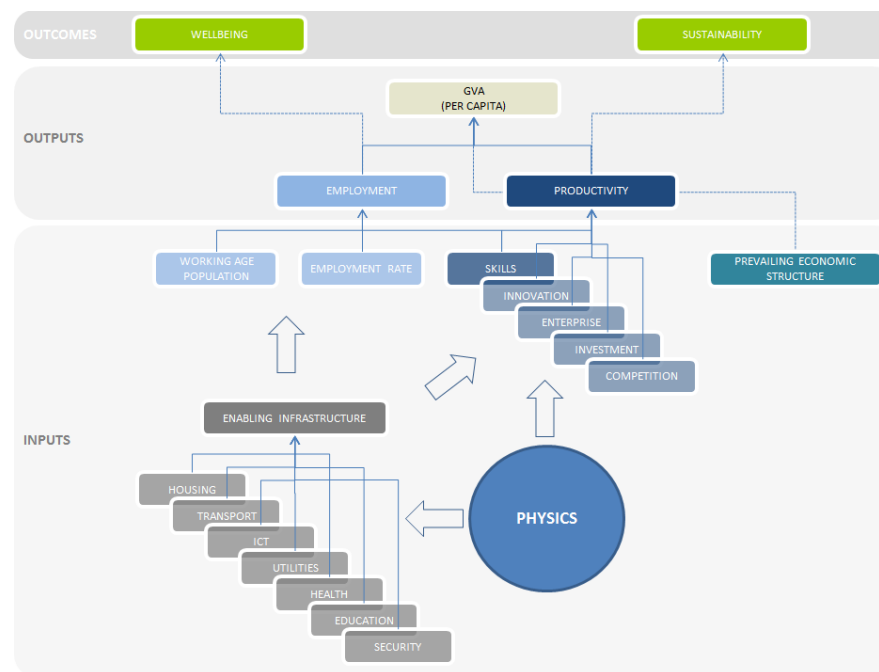 OUTCOMES
WELLBEING
SUSTAINABILITY
GVA
(PER CAPITA)
OUTPUTS
EMPLOYMENT
PRODUCTIVITY
WORKING AGE
POPULATION
EMPLOYMENT RATE
SKILLS
PREVAILING ECONOMIC
STRUCTURE
INNOVATION
ENTERPRISE
INVESTMENT
COMPETITION
ENABLING INFRASTRUCTURE
INPUTS
HOUSING
TRANSPORT
ICT
UTILITIES
HEALTH
EDUCATION
SECURITY
PHYSICS